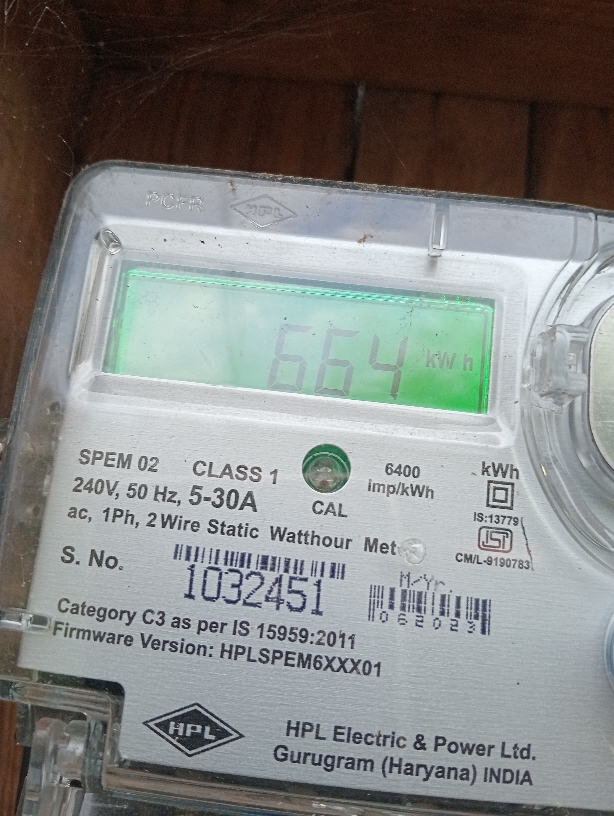 HPL
664 kWh
SPEM 02 CLASS 1
6400 imp/kWh
kWh
240V, 50 Hz, 5-30A
CAL
IS:13779
ac, 1Ph, 2 Wire Static Watthour Met
ISI
CM/L-9190783
S. No.
1032451
M/Yr.
062023
Category C3 as per IS 15959:2011
Firmware Version: HPLSPEM6XXX01
HPL
HPL Electric & Power Ltd.
Gurugram (Haryana) INDIA